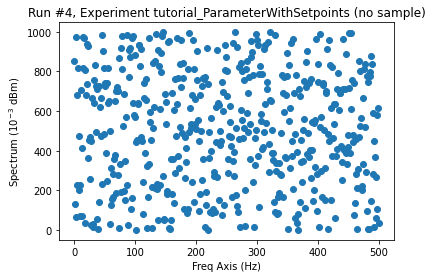 Run #4, Experiment tutorial_ParameterWithSetpoints (no sample)
1000
800
600
400
200
0
Spectrum (10⁻³ dBm)
0 100 200 300 400 500
Freq Axis (Hz)